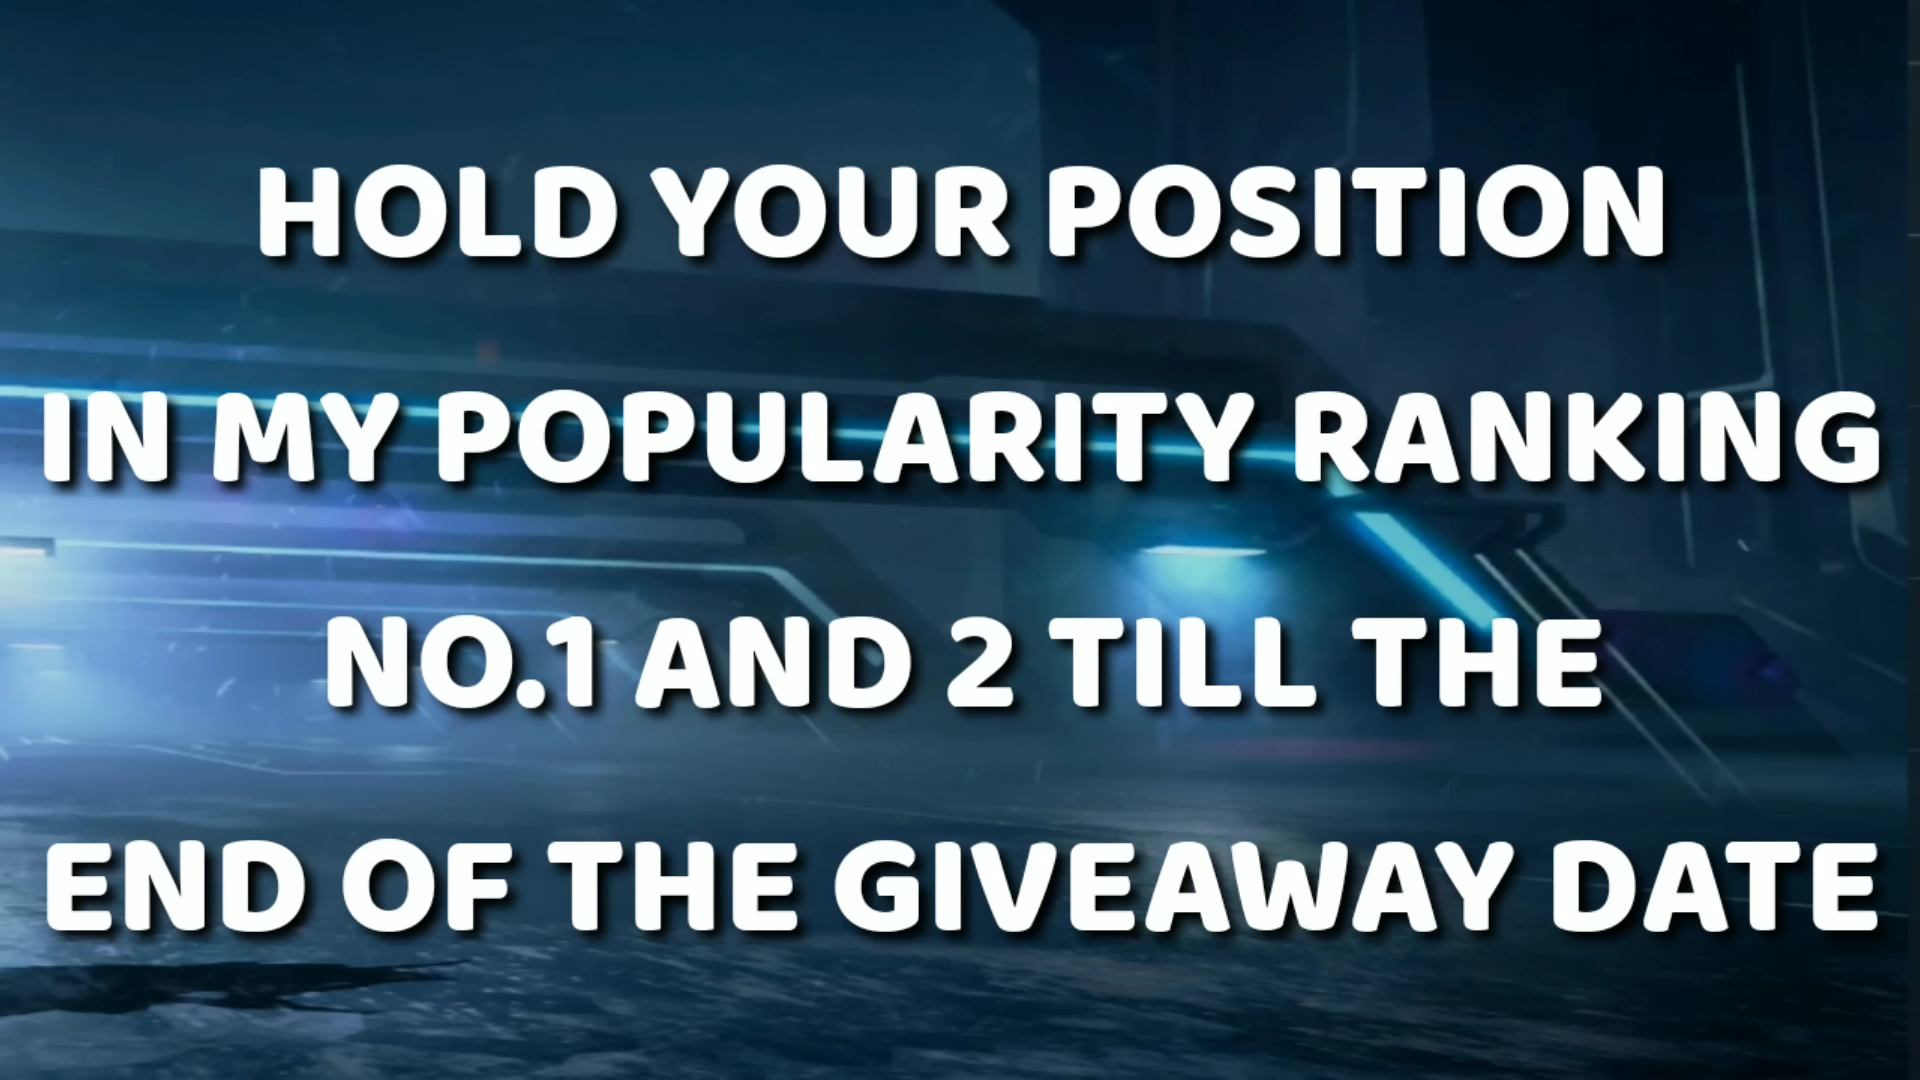 HOLD YOUR POSITION
IN MY POPULARITY RANKING
NO.1 AND 2 TILL THE
END OF THE GIVEAWAY DATE